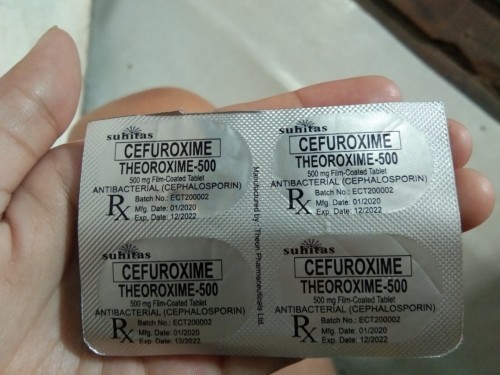 suhitas
CEFUROXIME
THEOROXIME-500
500 mg Film-Coated Tablet
ANTIBACTERIAL (CEPHALOSPORIN)
Rx
Batch No.: ECT200002
Mfg. Date: 01/2020
Exp. Date: 12/2022
suhitas
CEFUROXIME
THEOROXIME-500
500 mg Film-Coated Tablet
ANTIBACTERIAL (CEPHALOSPORIN)
Rx
Batch No.: ECT200002
Mfg. Date: 01/2020
Exp. Date: 12/2022
Manufactured by Theon Pharmaceuticals Ltd.
suhitas
CEFUROXIME
THEOROXIME-500
500 mg Film-Coated Tablet
ANTIBACTERIAL (CEPHALOSPORIN)
Rx
Batch No.: ECT200002
Mfg. Date: 01/2020
Exp. Date: 12/2022
suhitas
CEFUROXIME
THEOROXIME-500
500 mg Film-Coated Tablet
ANTIBACTERIAL (CEPHALOSPORIN)
Rx
Batch No.: ECT200002
Mfg. Date: 01/2020
Exp. Date: 12/2022